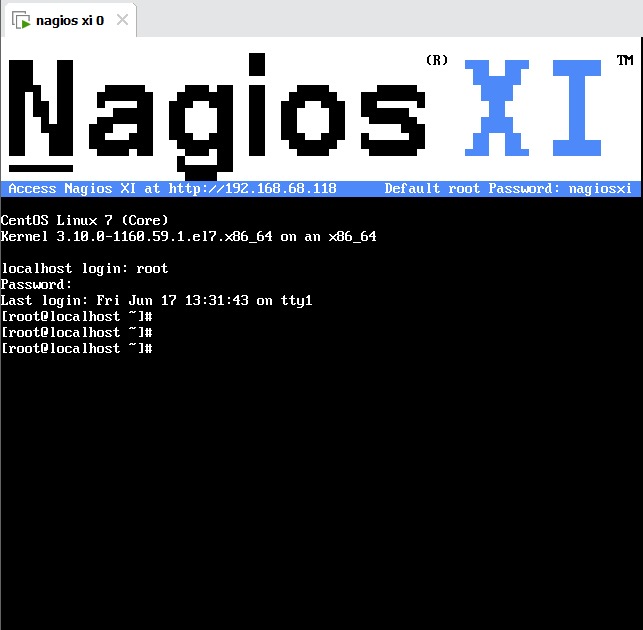 nagios xi 0
Nagios (R) XI TM
Access Nagios XI at http://192.168.68.118 Default root Password: nagiosxi
CentOS Linux 7 (Core)
Kernel 3.10.0-1160.59.1.el7.x86_64 on an x86_64
localhost login: root
Password:
Last login: Fri Jun 17 13:31:43 on tty1
[root@localhost ~]#
[root@localhost ~]#
[root@localhost ~]#